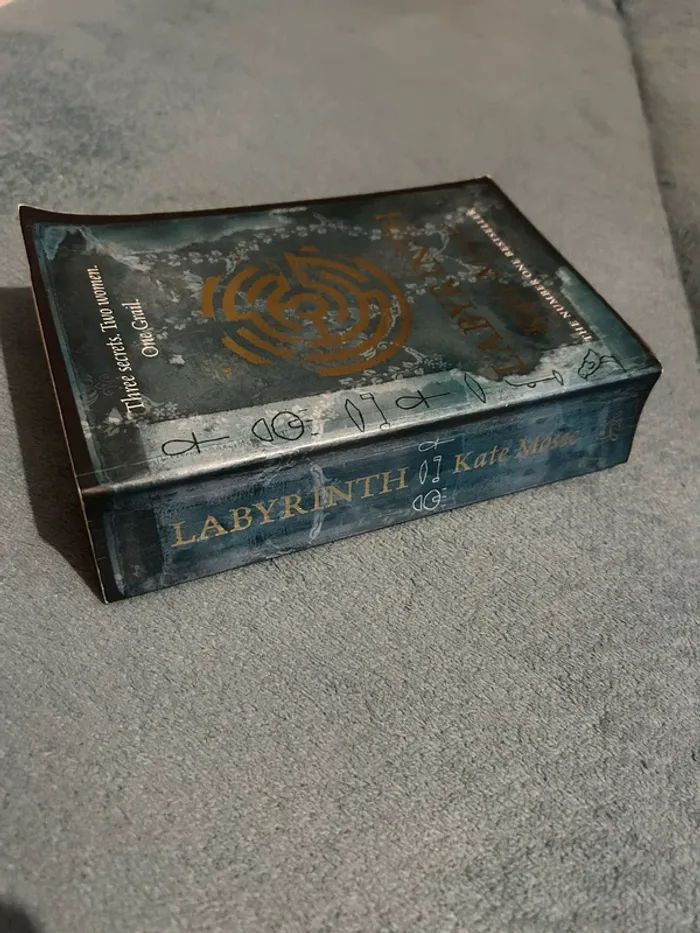 Three secrets. Two women.
One Grail.
LABYRINTH
THE NUMBER ONE BESTSELLER
LABYRINTH
Kate Mosse